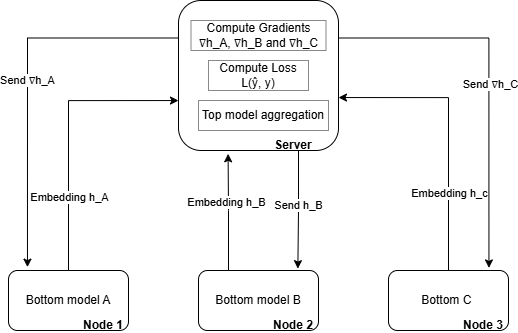 Compute Gradients
∇h_A, ∇h_B and ∇h_C
Compute Loss
L(ŷ, y)
Top model aggregation
Server
Send ∇h_A
Send ∇h_C
Embedding h_A
Embedding h_B
Send h_B
Embedding h_c
Bottom model A
Node 1
Bottom model B
Node 2
Bottom C
Node 3